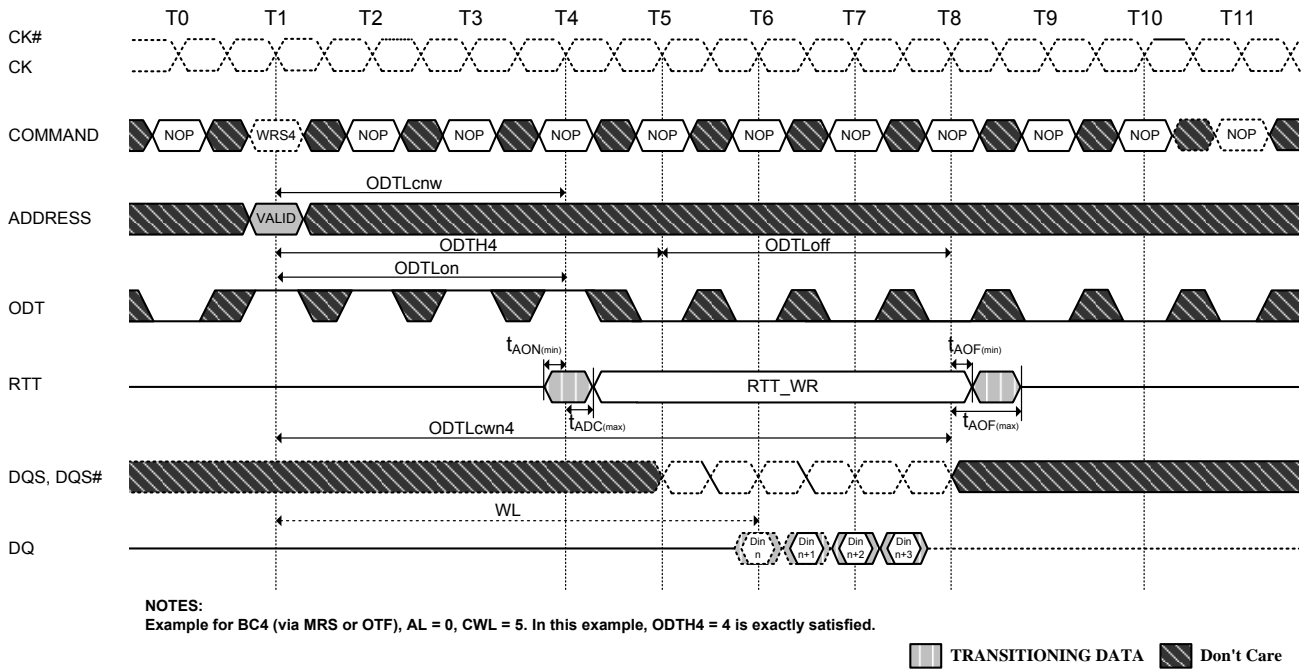 T0 T1 T2 T3 T4 T5 T6 T7 T8 T9 T10 T11
CK#
CK
COMMAND NOP WRS4 NOP NOP NOP NOP NOP NOP NOP NOP NOP NOP
ODTLcnw
ADDRESS VALID
ODTH4 ODTLoff
ODTLon
ODT
tAON(min) tAOF(min)
RTT RTT_WR
tADC(max) tAOF(max)
ODTLcwn4
DQS, DQS#
WL
DQ Din n Din n+1 Din n+2 Din n+3
NOTES:
Example for BC4 (via MRS or OTF), AL = 0, CWL = 5. In this example, ODTH4 = 4 is exactly satisfied.
TRANSITIONING DATA Don't Care